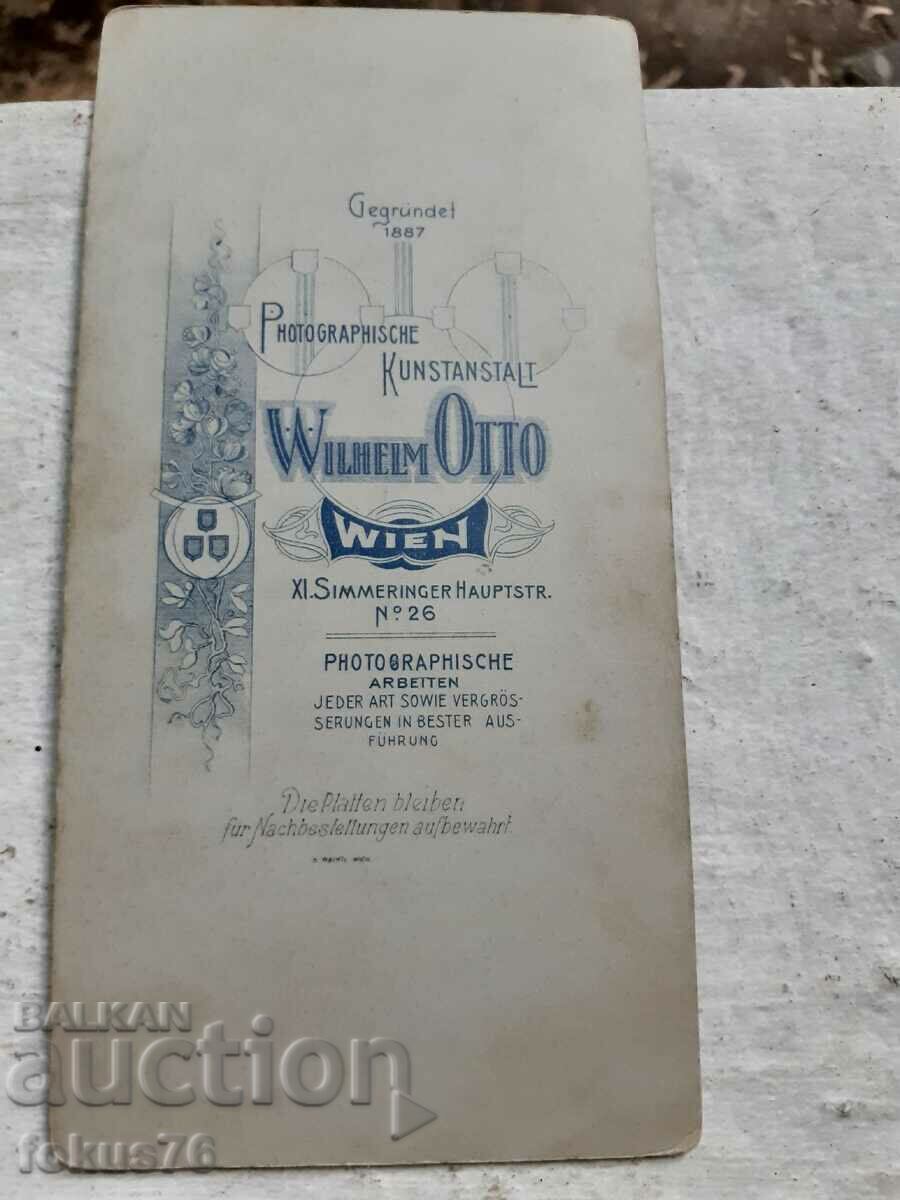 Gegründet
1887
PHOTOGRAPHISCHE
KUNSTANSTALT
WILHELM OTTO
WIEN
XI. SIMMERINGER HAUPTSTR.
No 26
PHOTOGRAPHISCHE
ARBEITEN
JEDER ART SOWIE VERGRÖS-
SERUNGEN IN BESTER AUS-
FÜHRUNG
Die Platten bleiben
für Nachbestellungen aufbewahrt.
WIEN
BALKAN
auction
fokus76